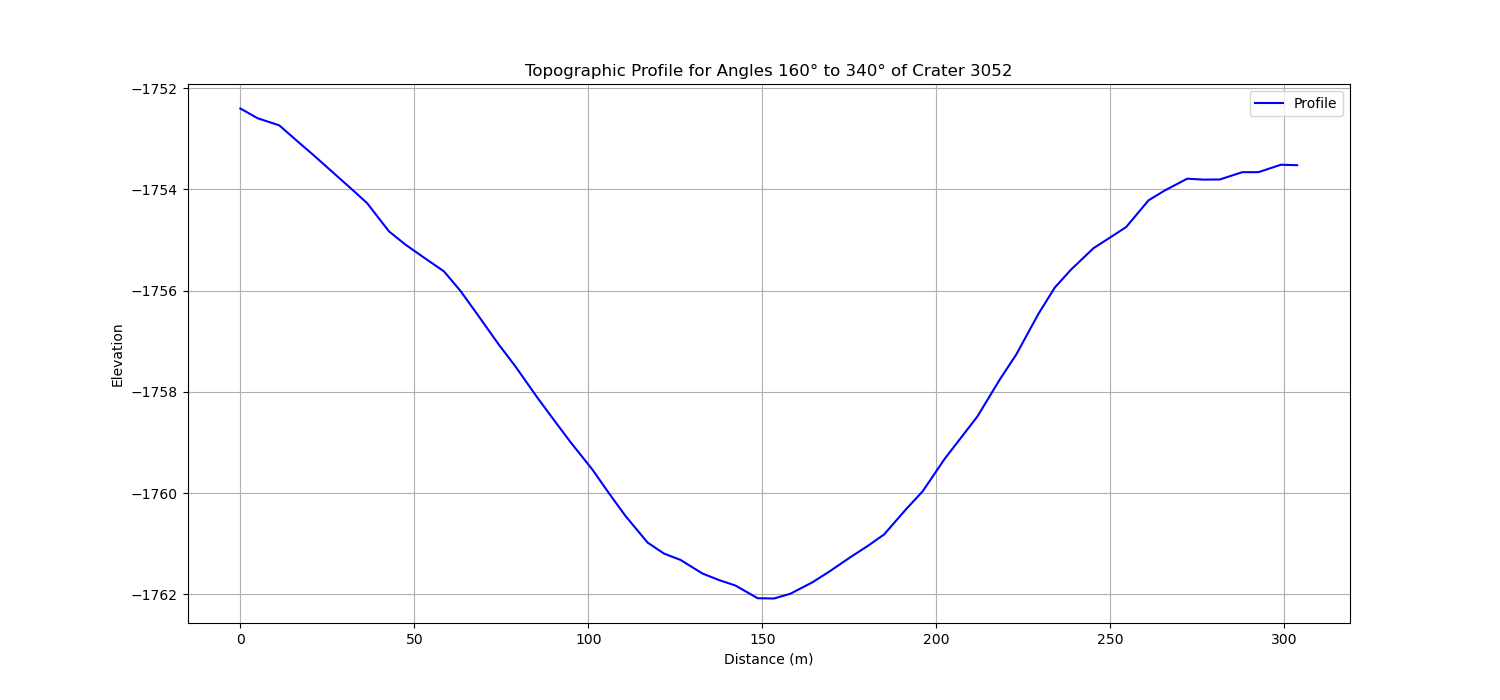 Topographic Profile for Angles 160° to 340° of Crater 3052
Profile
−1752
−1754
−1756
−1758
−1760
−1762
Elevation
0 50 100 150 200 250 300
Distance (m)